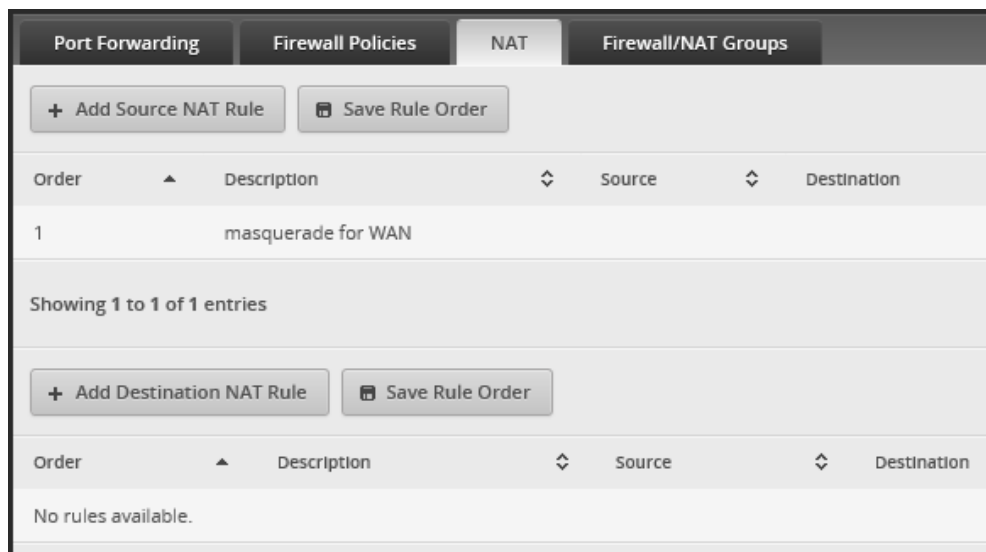 Port Forwarding Firewall Policies NAT Firewall/NAT Groups
+ Add Source NAT Rule Save Rule Order
Order Description Source Destination
1 masquerade for WAN
Showing 1 to 1 of 1 entries
+ Add Destination NAT Rule Save Rule Order
Order Description Source Destination
No rules available.